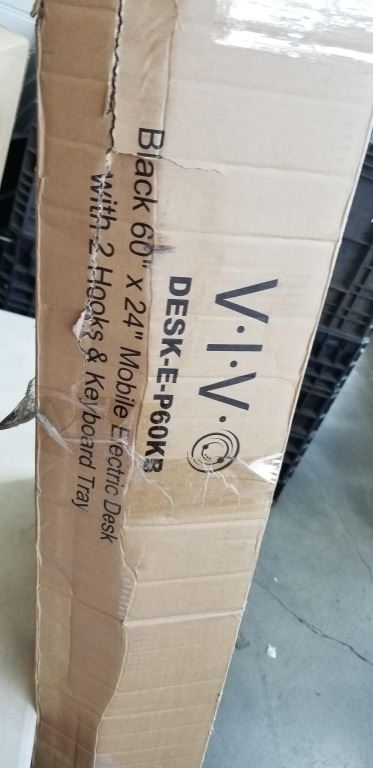 V·I·V·O
DESK-E-P60KB
Black 60" x 24" Mobile Electric Desk
with 2 Hooks & Keyboard Tray